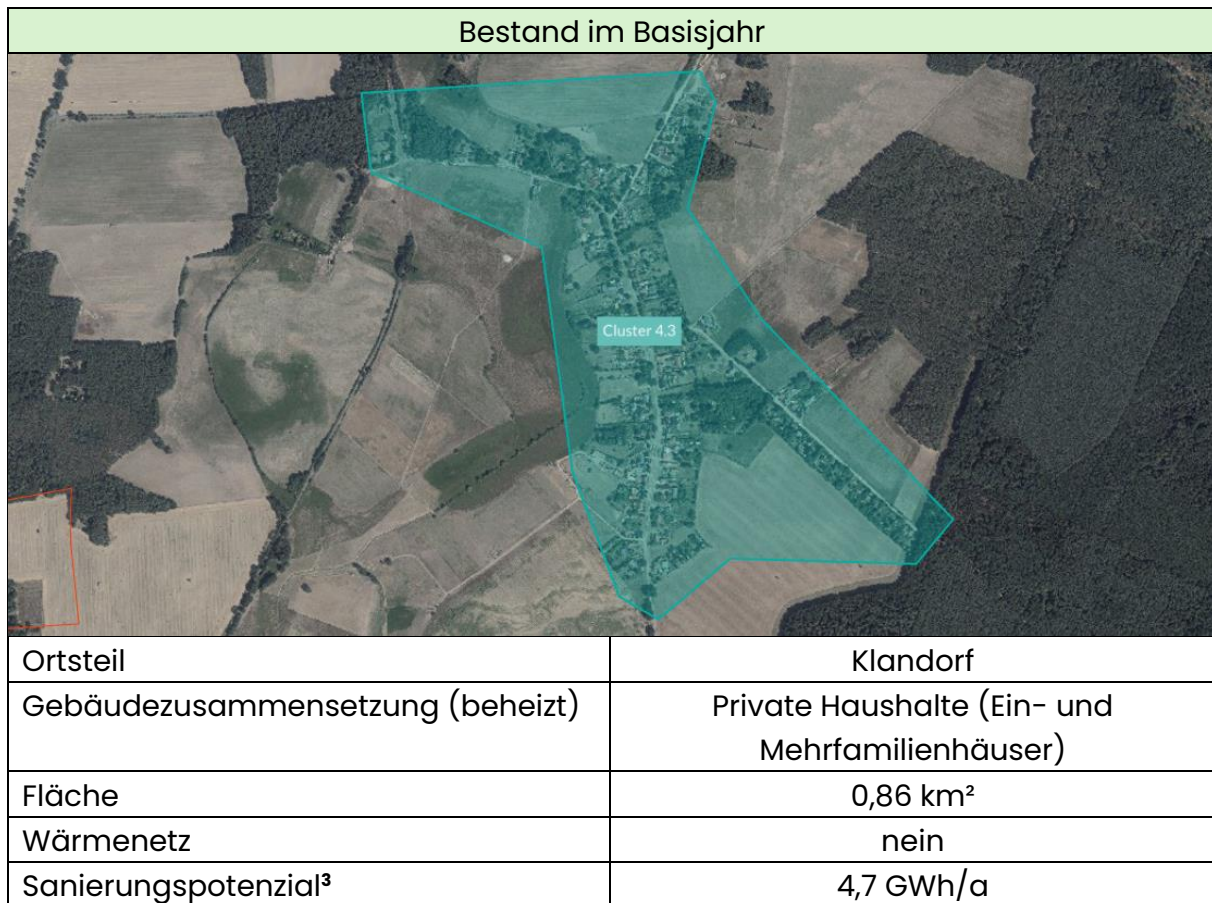 Bestand im Basisjahr
Cluster 4.3
Ortsteil
Klandorf
Gebäudezusammensetzung (beheizt)
Private Haushalte (Ein- und
Mehrfamilienhäuser)
Fläche
0,86 km²
Wärmenetz
nein
Sanierungspotenzial³
4,7 GWh/a